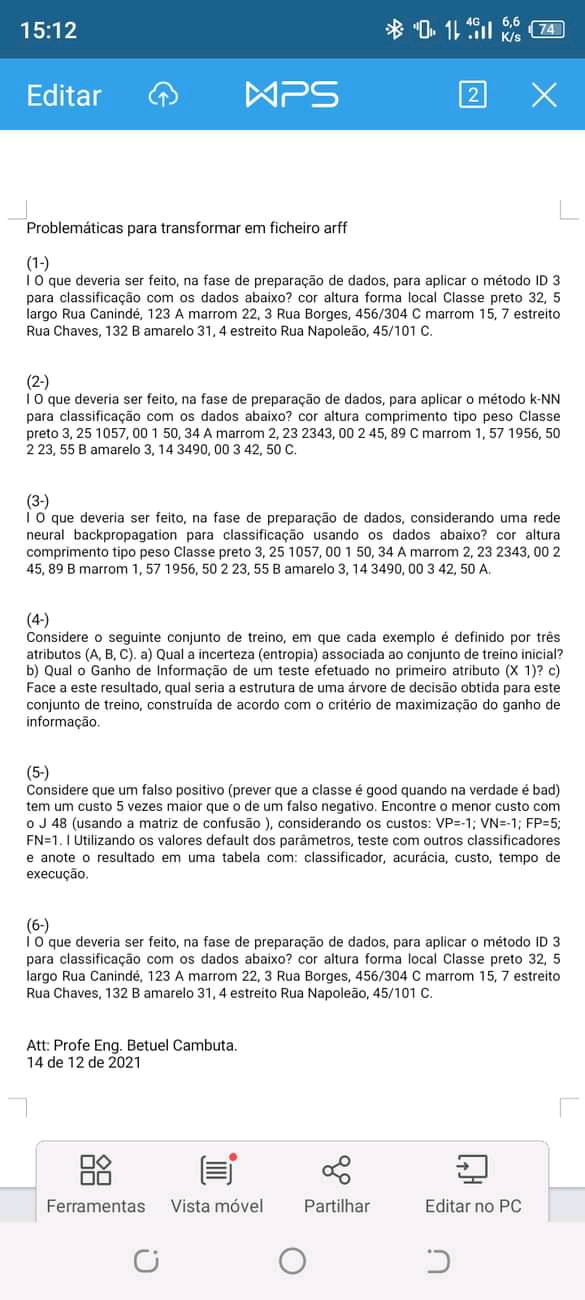 15:12
4G 6,6 K/s 74
Editar WPS 2
Problemáticas para transformar em ficheiro arff
(1-)
l O que deveria ser feito, na fase de preparação de dados, para aplicar o método ID 3
para classificação com os dados abaixo? cor altura forma local Classe preto 32, 5
largo Rua Canindé, 123 A marrom 22, 3 Rua Borges, 456/304 C marrom 15, 7 estreito
Rua Chaves, 132 B amarelo 31, 4 estreito Rua Napoleão, 45/101 C.
(2-)
l O que deveria ser feito, na fase de preparação de dados, para aplicar o método k-NN
para classificação com os dados abaixo? cor altura comprimento tipo peso Classe
preto 3, 25 1057, 00 1 50, 34 A marrom 2, 23 2343, 00 2 45, 89 C marrom 1, 57 1956, 50
2 23, 55 B amarelo 3, 14 3490, 00 3 42, 50 C.
(3-)
l O que deveria ser feito, na fase de preparação de dados, considerando uma rede
neural backpropagation para classificação usando os dados abaixo? cor altura
comprimento tipo peso Classe preto 3, 25 1057, 00 1 50, 34 A marrom 2, 23 2343, 00 2
45, 89 B marrom 1, 57 1956, 50 2 23, 55 B amarelo 3, 14 3490, 00 3 42, 50 A.
(4-)
Considere o seguinte conjunto de treino, em que cada exemplo é definido por três
atributos (A, B, C). a) Qual a incerteza (entropia) associada ao conjunto de treino inicial?
b) Qual o Ganho de Informação de um teste efetuado no primeiro atributo (X 1)? c)
Face a este resultado, qual seria a estrutura de uma árvore de decisão obtida para este
conjunto de treino, construída de acordo com o critério de maximização do ganho de
informação.
(5-)
Considere que um falso positivo (prever que a classe é good quando na verdade é bad)
tem um custo 5 vezes maior que o de um falso negativo. Encontre o menor custo com
o J 48 (usando a matriz de confusão ), considerando os custos: VP=-1; VN=-1; FP=5;
FN=1. l Utilizando os valores default dos parâmetros, teste com outros classificadores
e anote o resultado em uma tabela com: classificador, acurácia, custo, tempo de
execução.
(6-)
l O que deveria ser feito, na fase de preparação de dados, para aplicar o método ID 3
para classificação com os dados abaixo? cor altura forma local Classe preto 32, 5
largo Rua Canindé, 123 A marrom 22, 3 Rua Borges, 456/304 C marrom 15, 7 estreito
Rua Chaves, 132 B amarelo 31, 4 estreito Rua Napoleão, 45/101 C.
Att: Profe Eng. Betuel Cambuta.
14 de 12 de 2021
Ferramentas Vista móvel Partilhar Editar no PC